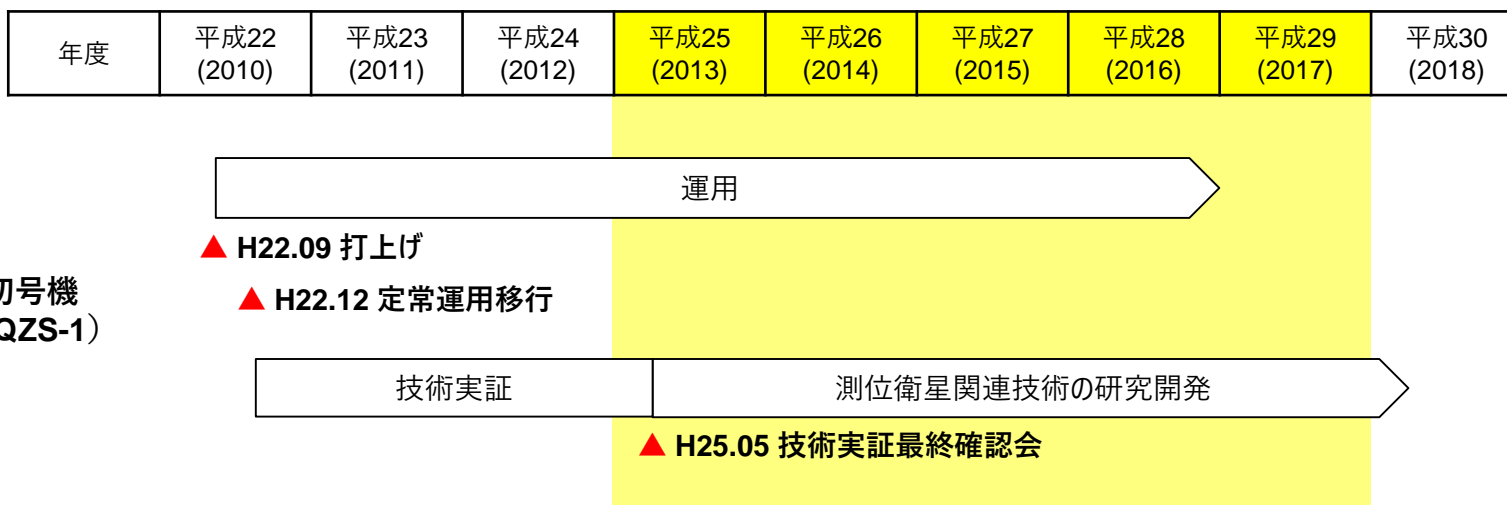 年度 平成22 平成23 平成24 平成25 平成26 平成27 平成28 平成29 平成30
(2010) (2011) (2012) (2013) (2014) (2015) (2016) (2017) (2018)
運用
▲ H22.09 打上げ
▲ H22.12 定常運用移行
初号機
QZS-1）
技術実証 測位衛星関連技術の研究開発
▲ H25.05 技術実証最終確認会